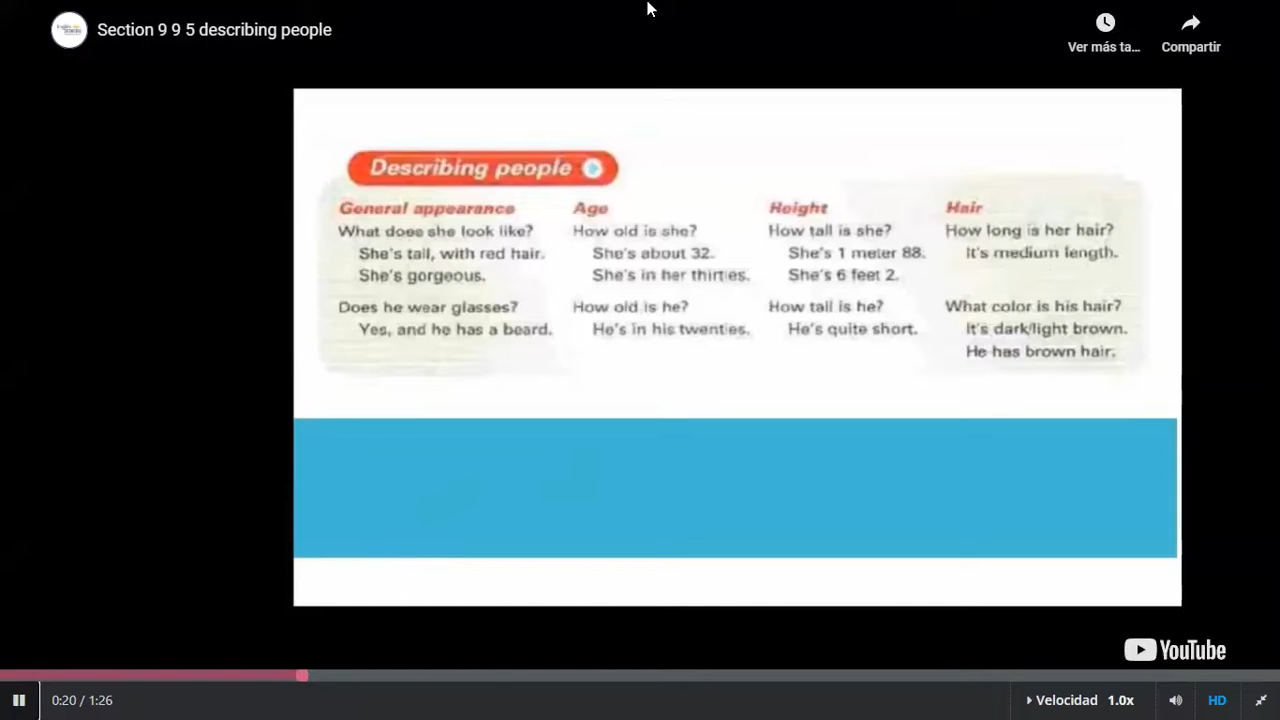 Section 9 9 5 describing people
Ver más ta...
Compartir
Describing people
General appearance
What does she look like?
She's tall, with red hair.
She's gorgeous.
Does he wear glasses?
Yes, and he has a beard.
Age
How old is she?
She's about 32.
She's in her thirties.
How old is he?
He's in his twenties.
Height
How tall is she?
She's 1 meter 88.
She's 6 feet 2.
How tall is he?
He's quite short.
Hair
How long is her hair?
It's medium length.
What color is his hair?
It's dark/light brown.
He has brown hair.
YouTube
0:20 / 1:26
Velocidad 1.0x
HD